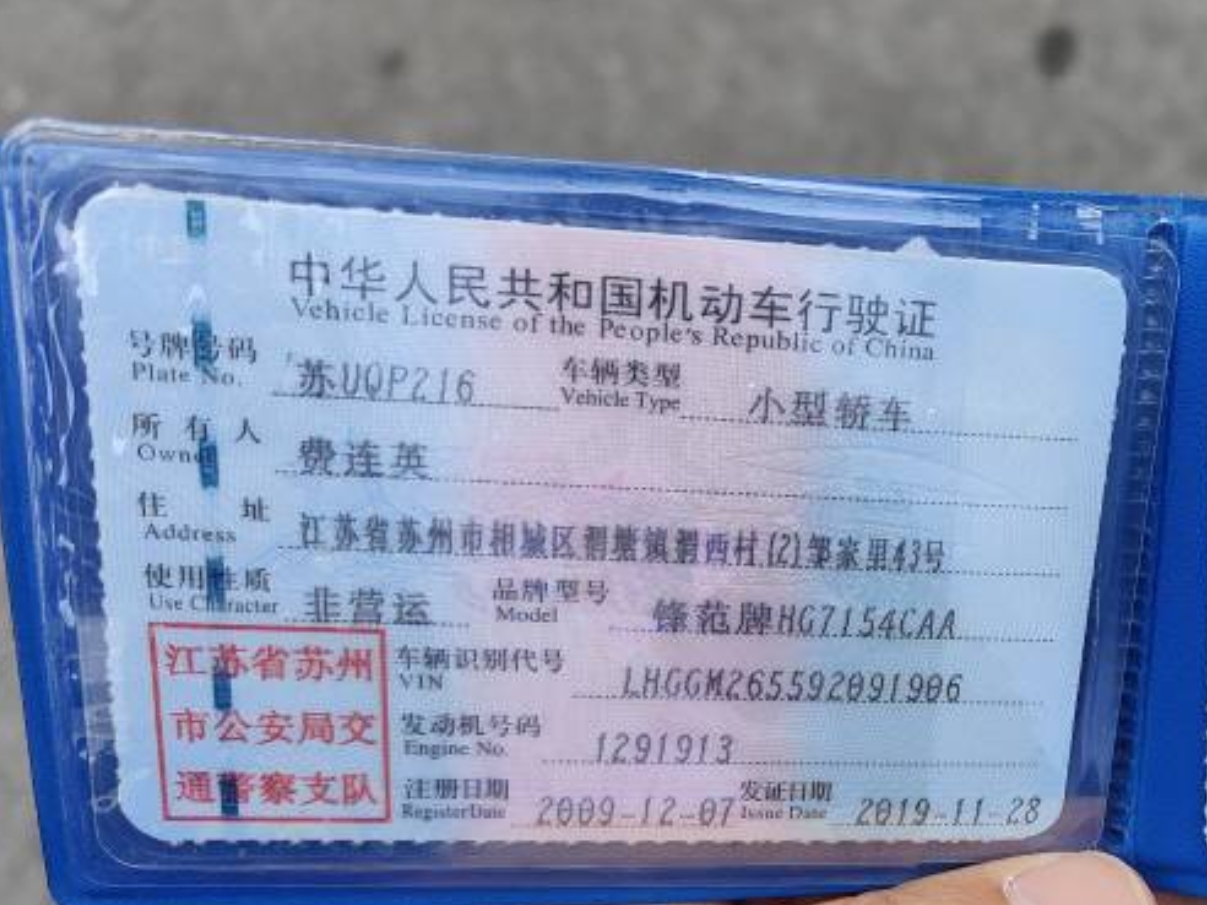 中华人民共和国机动车行驶证
Vehicle License of the People's Republic of China
号牌号码 苏UQP216 车辆类型 小型轿车
Plate No. Vehicle Type
所有人 费连英
Owner
住址 江苏省苏州市相城区渭塘镇渭西村(2)邹家里43号
Address
使用性质 非营运 品牌型号 锋范牌HG7154CAA
Use Character Model
江苏省苏州
市公安局交
通警察支队
车辆识别代号 LHGGM265592091906
VIN
发动机号码 1291913
Engine No.
注册日期 2009-12-07 发证日期 2019-11-28
Register Date Issue Date